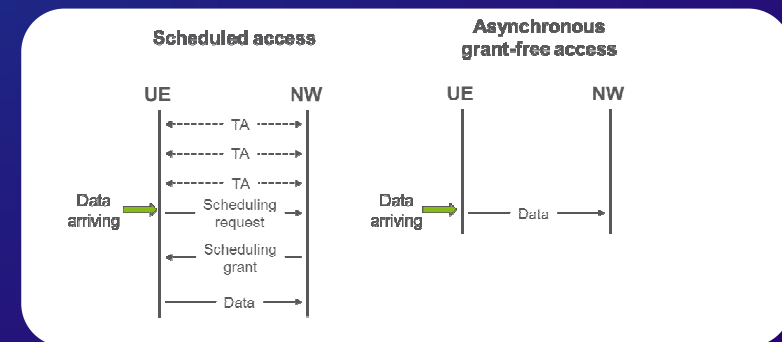 Scheduled access
UE
NW
TA
TA
TA
Data
arriving
Scheduling
request
Scheduling
grant
Data
Asynchronous
grant-free access
UE
NW
Data
arriving
Data